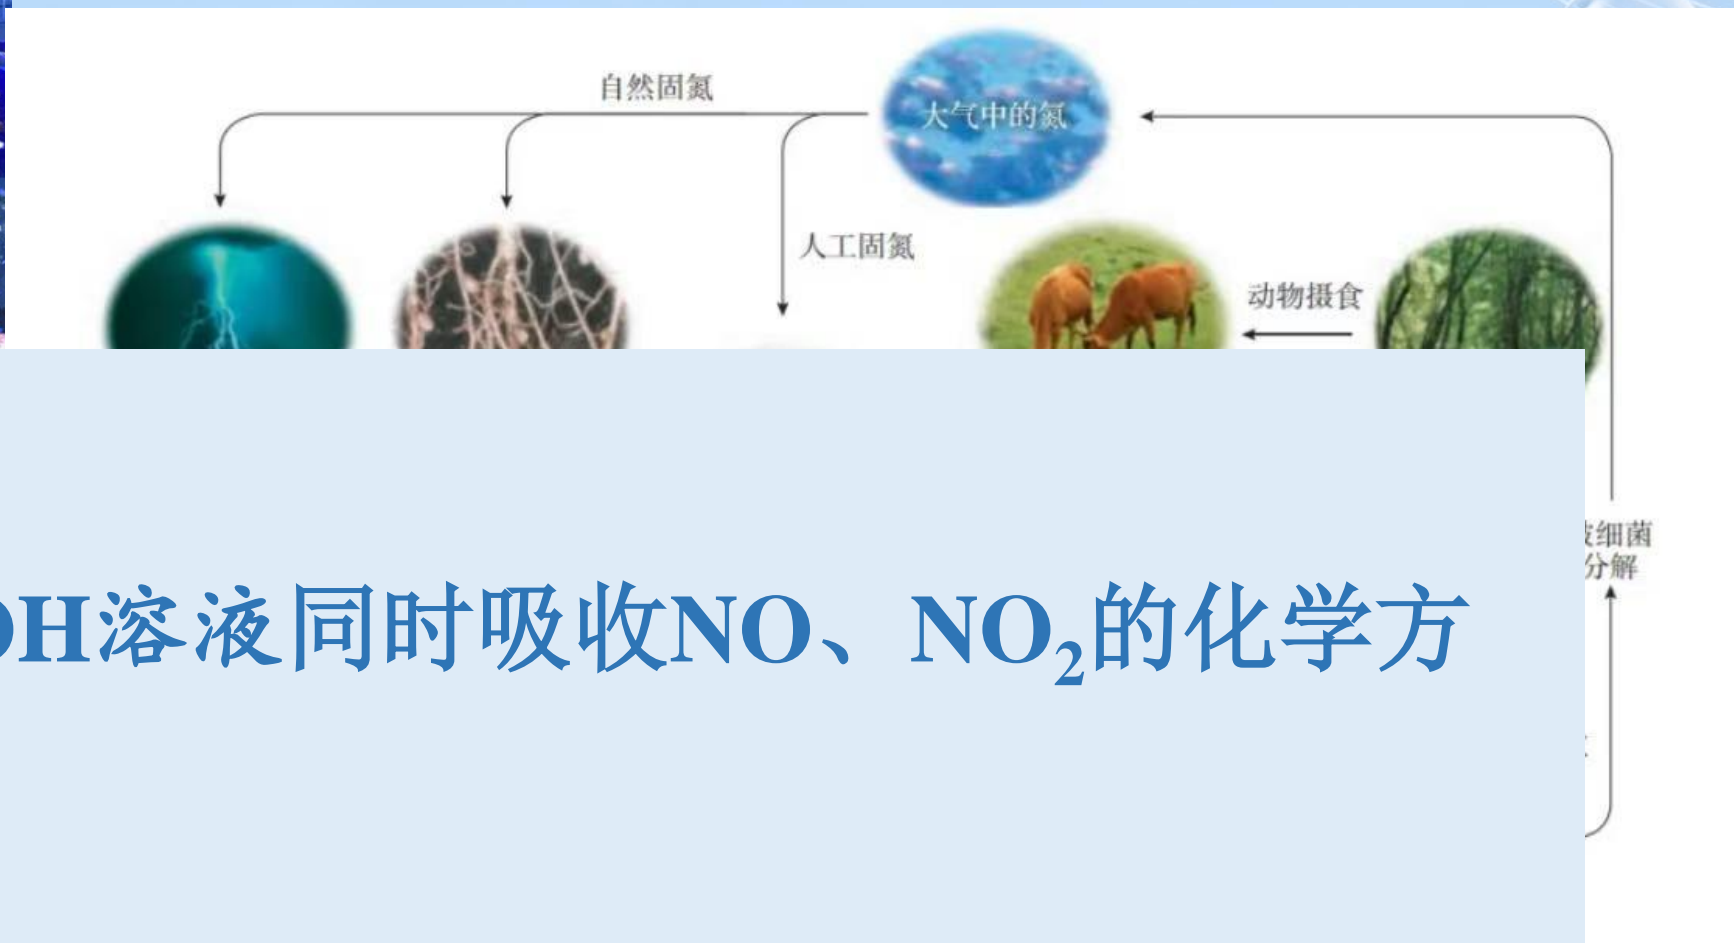 自然固氮
大气中的氮
人工固氮
动物摄食
细菌
分解
H溶液同时吸收NO、NO₂的化学方